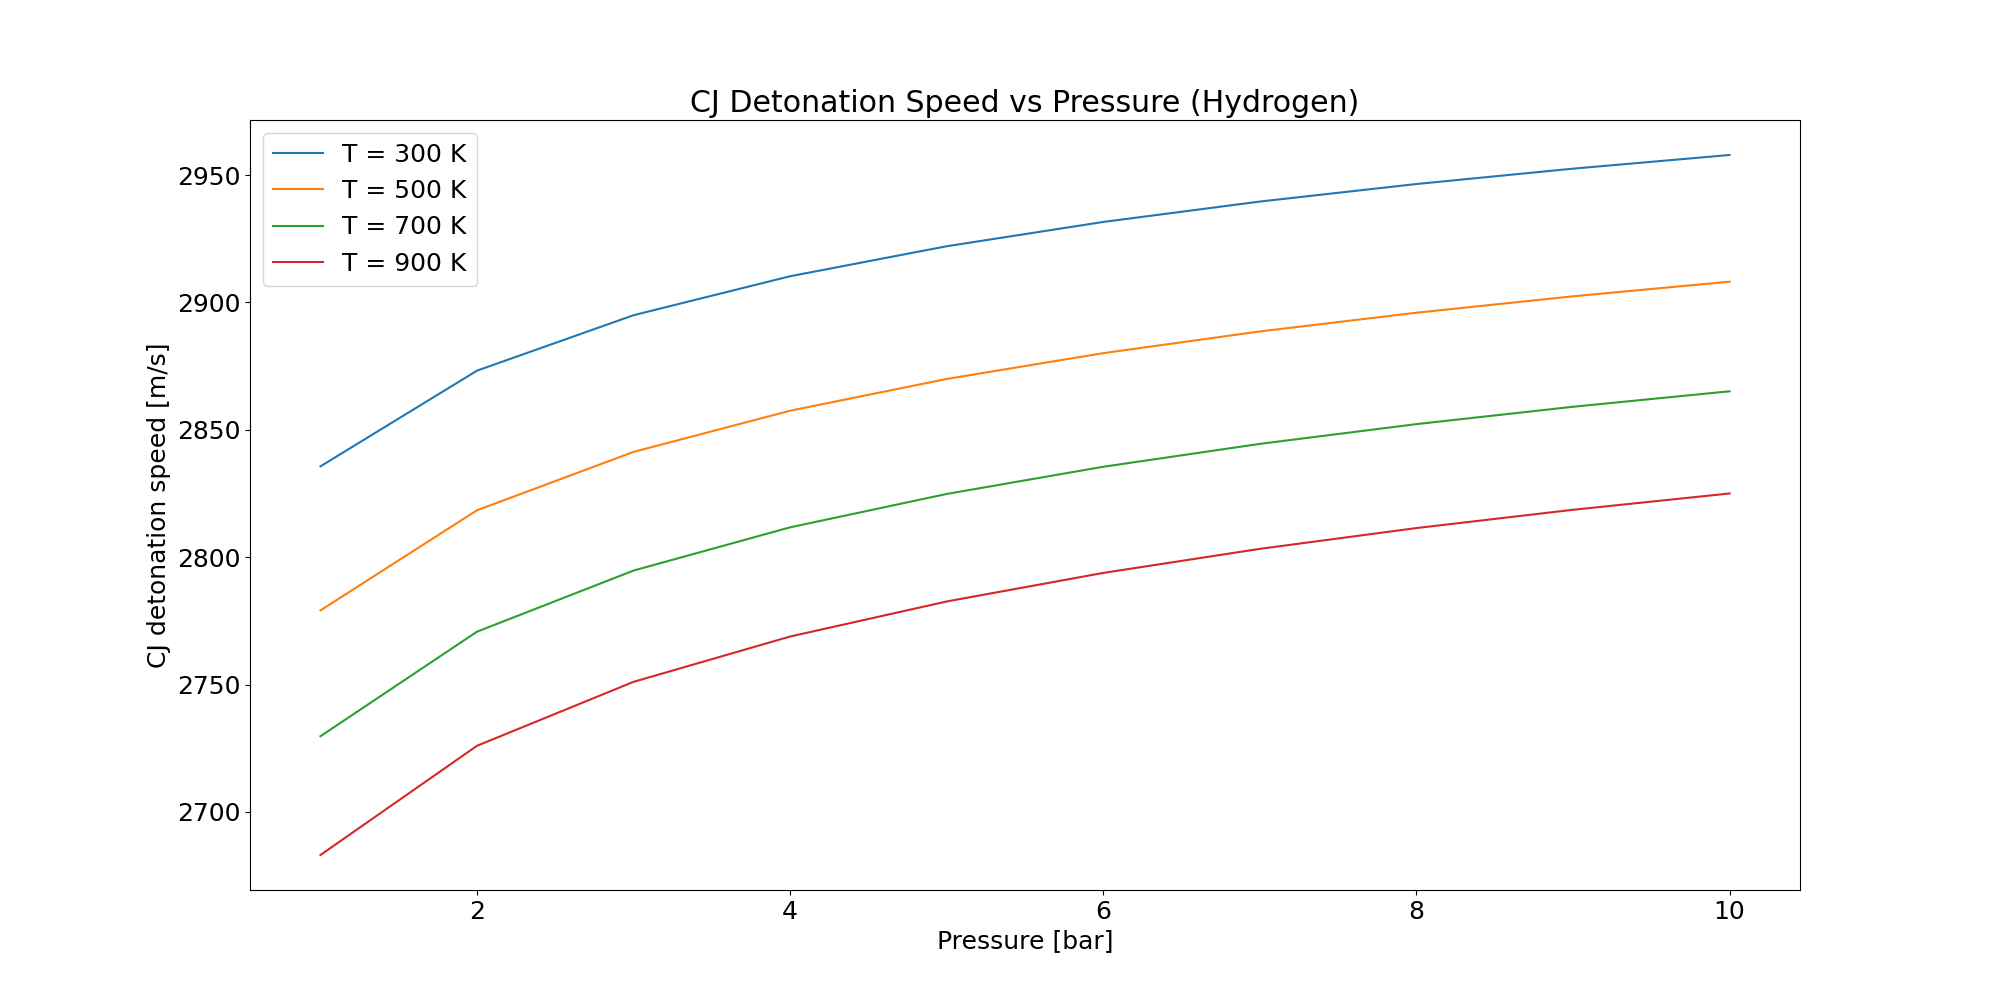 CJ Detonation Speed vs Pressure (Hydrogen)
T = 300 K
T = 500 K
T = 700 K
T = 900 K
CJ detonation speed [m/s]
2950
2900
2850
2800
2750
2700
2 4 6 8 10
Pressure [bar]